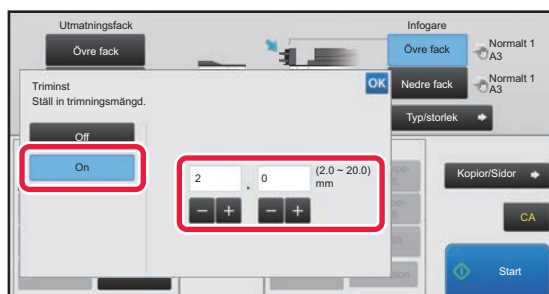 Utmatningsfack
Infogare
Övre fack
Övre fack
Normalt 1
A3
Triminst
Ställ in trimningsmängd.
OK
Nedre fack
Normalt 1
A3
Typ/storlek
Off
On
2 , 0 (2.0 ~ 20.0)
mm
Kopior/Sidor
CA
Start